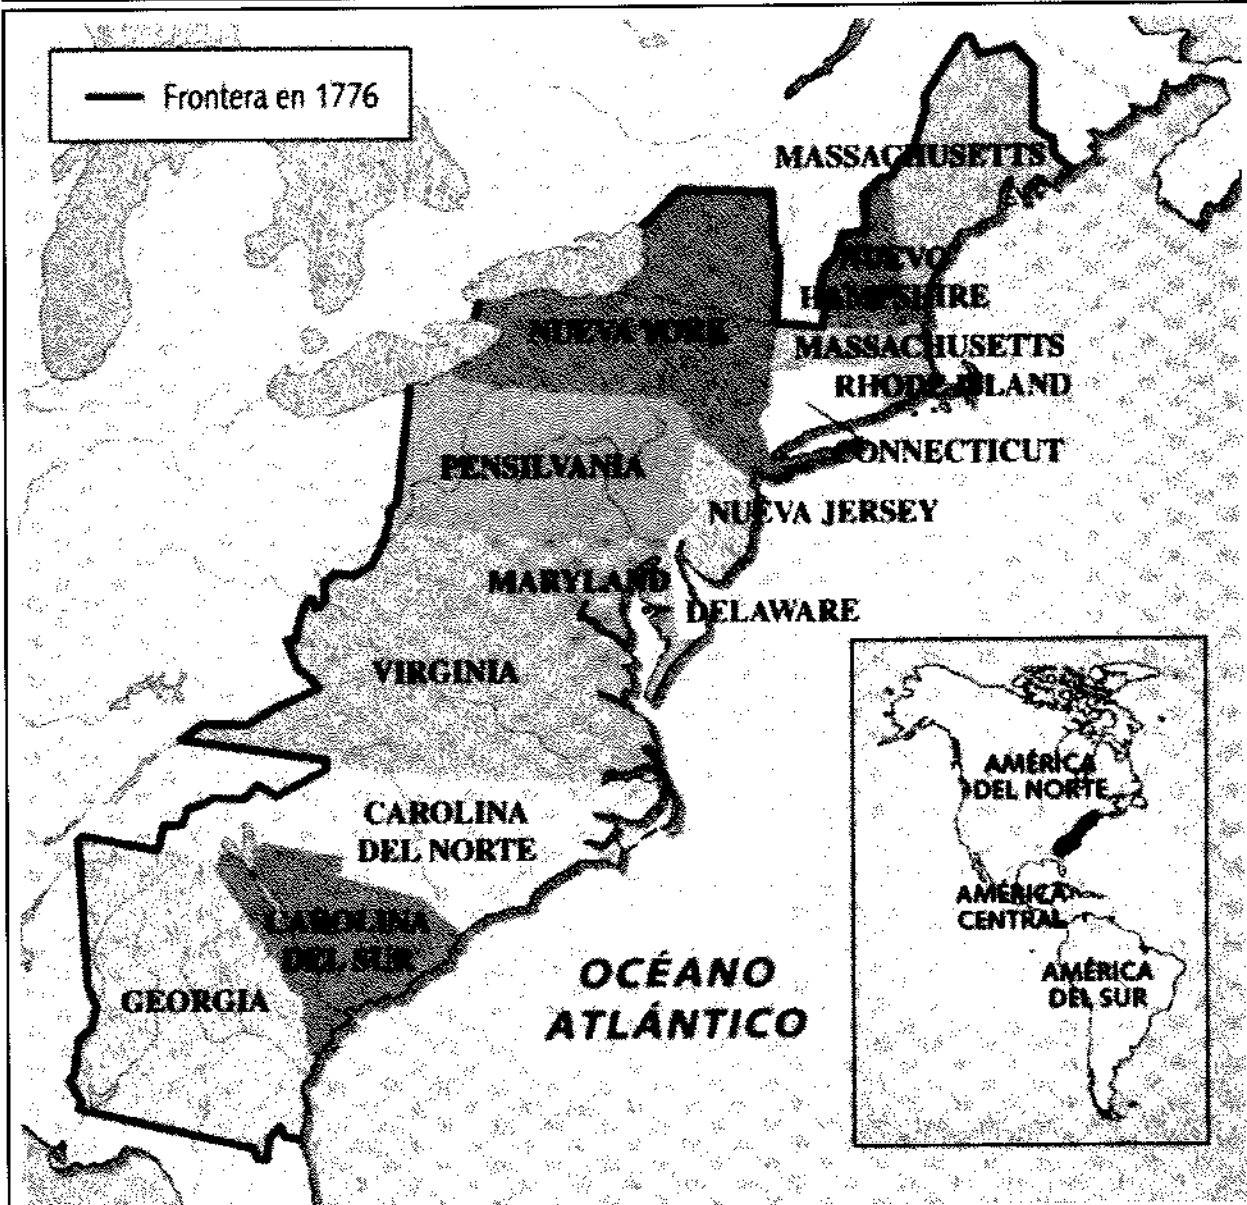 Frontera en 1776
MASSACHUSETTS
NUEVO
HAMPSHIRE
NUEVA YORK
MASSACHUSETTS
RHODE ISLAND
PENSILVANIA
CONNECTICUT
NUEVA JERSEY
MARYLAND
DELAWARE
VIRGINIA
CAROLINA
DEL NORTE
CAROLINA
DEL SUR
GEORGIA
OCÉANO
ATLÁNTICO
AMÉRICA
DEL NORTE
AMÉRICA
CENTRAL
AMÉRICA
DEL SUR